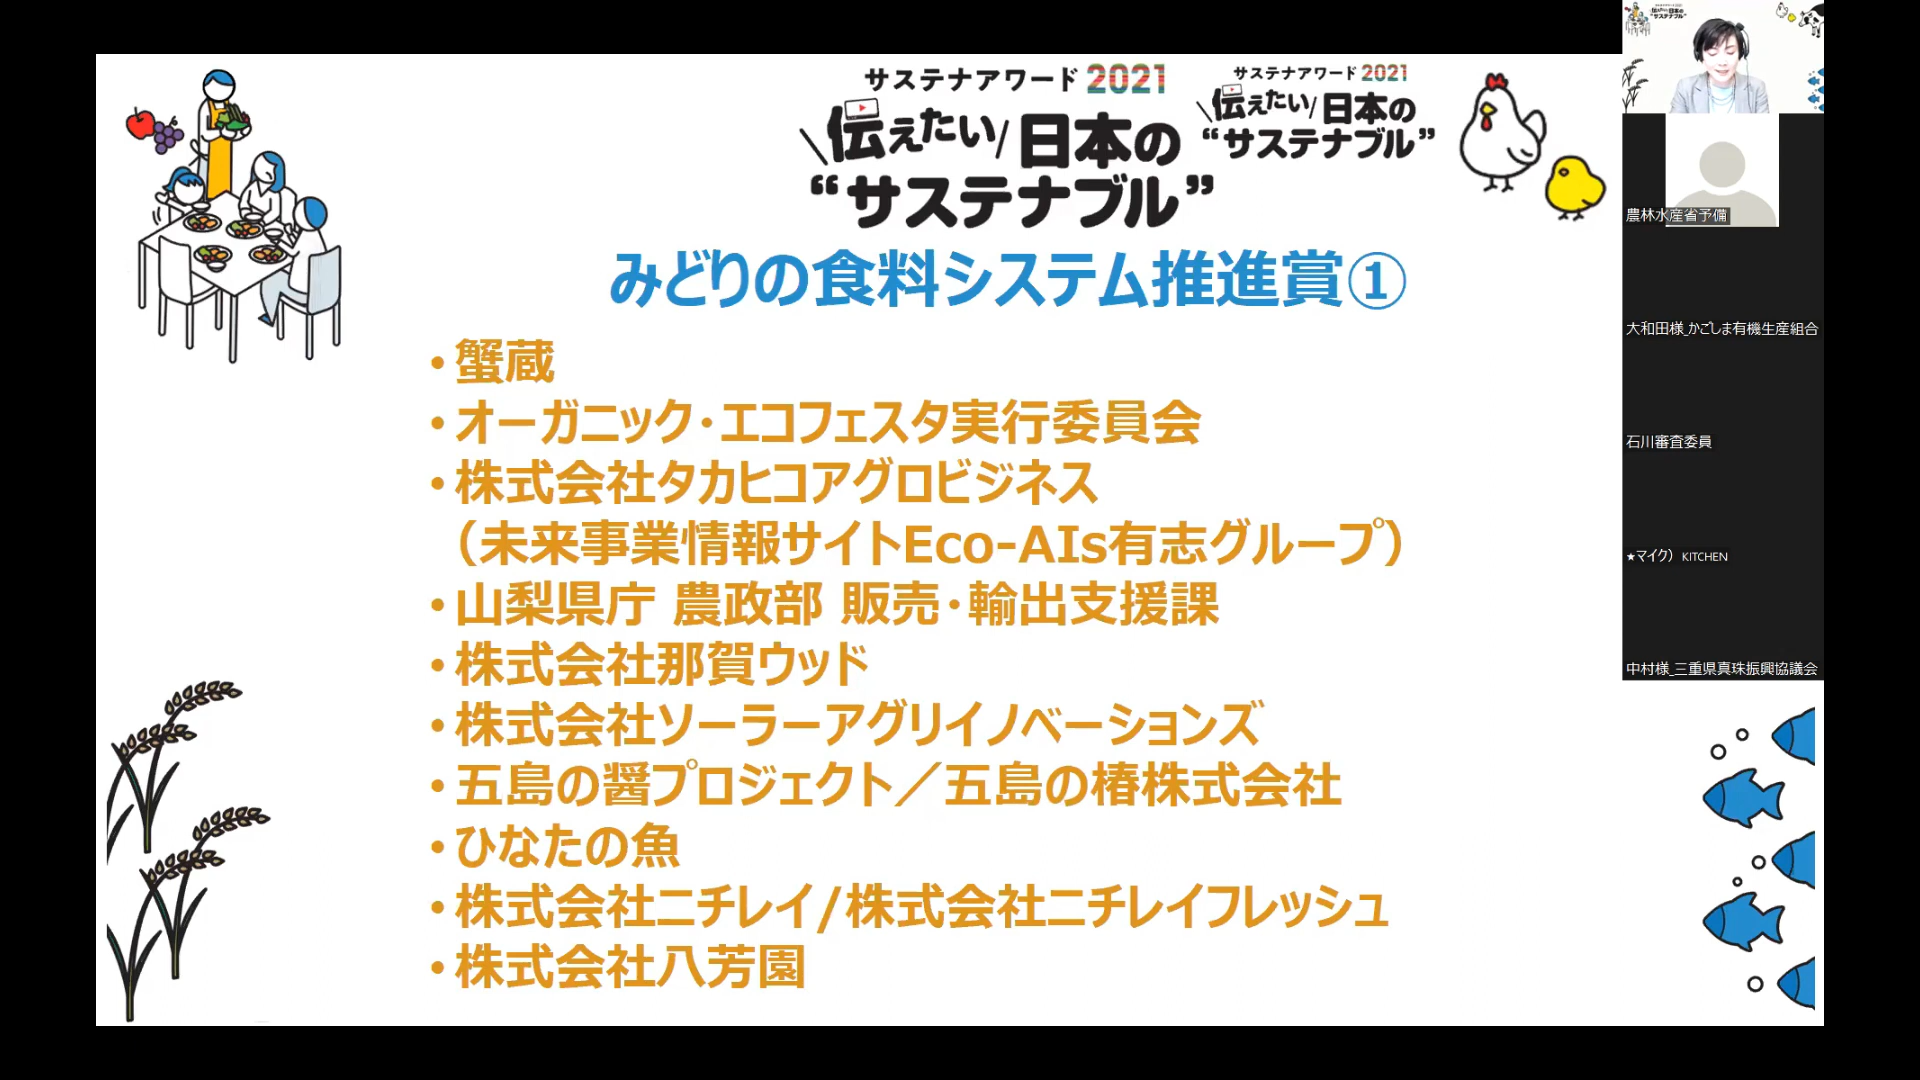 サステナアワード 2021
伝えたい 日本の
“サステナブル”
サステナアワード 2021
伝えたい 日本の
“サステナブル”
みどりの食料システム推進賞①
・蟹蔵
・オーガニック・エコフェスタ実行委員会
・株式会社タカヒコアグロビジネス
（未来事業情報サイトEco-AIs有志グループ）
・山梨県庁 農政部 販売・輸出支援課
・株式会社那賀ウッド
・株式会社ソーラーアグリイノベーションズ
・五島の醤プロジェクト／五島の椿株式会社
・ひなたの魚
・株式会社ニチレイ/株式会社ニチレイフレッシュ
・株式会社八芳園
伝えたい 日本の
“サステナブル”
農林水産省予備
大和田様_かごしま有機生産組合
石川審査委員
★マイク） KITCHEN
中村様_三重県真珠振興協議会